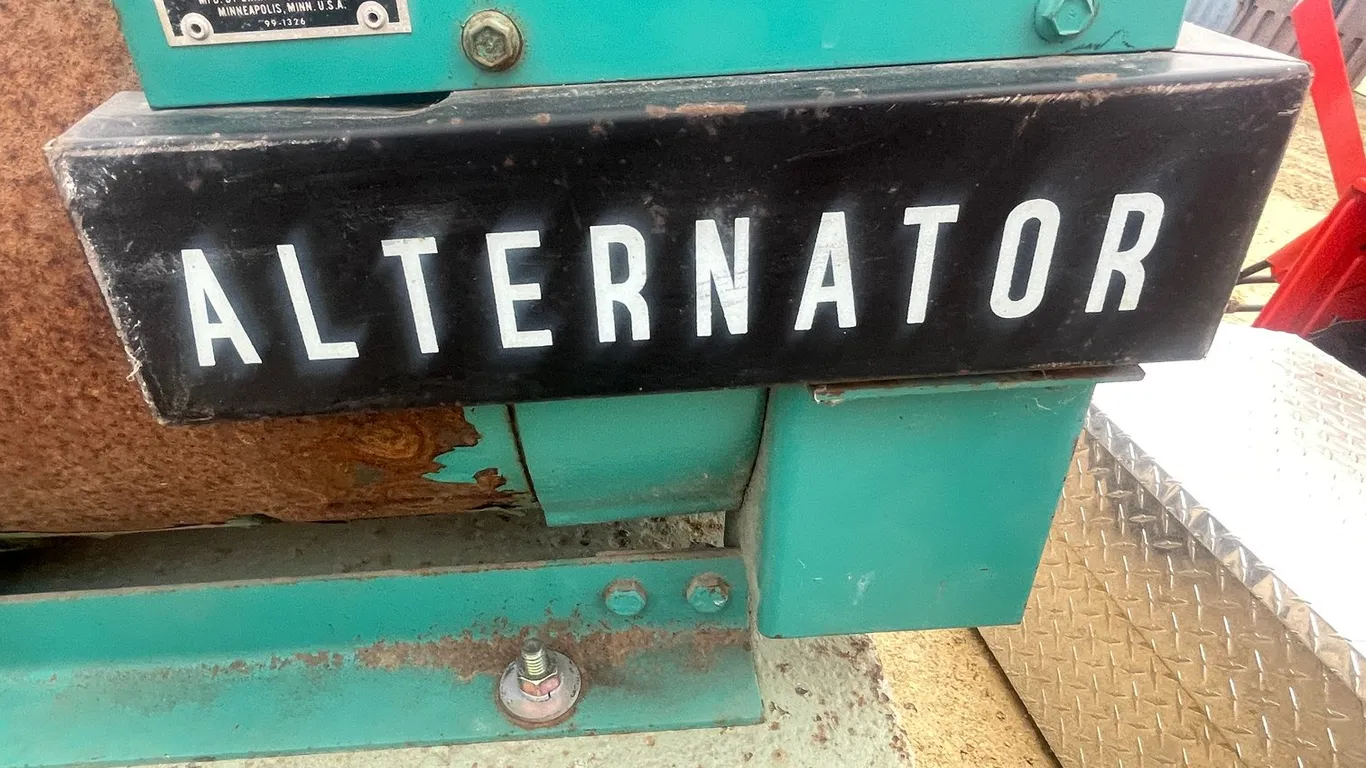 MINNEAPOLIS, MINN. U.S.A.
99-1326
ALTERNATOR